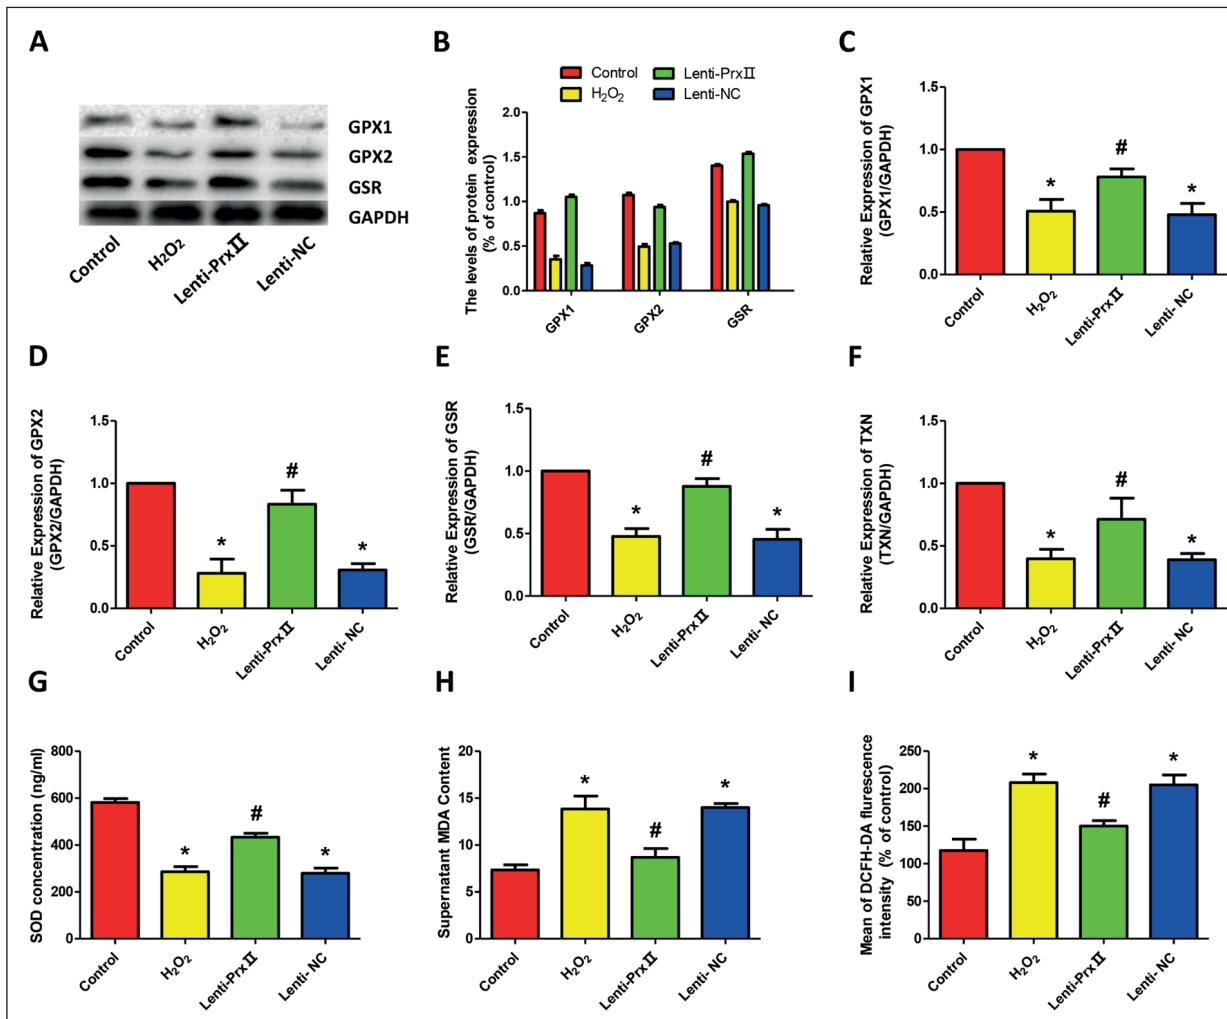 A
GPX1
GPX2
GSR
GAPDH
Control
H₂O₂
Lenti-PrxⅡ
Lenti-NC
B
Control
H₂O₂
Lenti-PrxⅡ
Lenti-NC
The levels of protein expression
(% of control)
2.0
1.5
1.0
0.5
0.0
GPX1
GPX2
GSR
C
Relative Expression of GPX1
(GPX1/GAPDH)
1.5
1.0
0.5
0.0
*
#
*
Control
H₂O₂
Lenti-PrxⅡ
Lenti- NC
D
Relative Expression of GPX2
(GPX2/GAPDH)
1.5
1.0
0.5
0.0
*
#
*
Control
H₂O₂
Lenti-PrxⅡ
Lenti- NC
E
Relative Expression of GSR
(GSR/GAPDH)
1.5
1.0
0.5
0.0
*
#
*
Control
H₂O₂
Lenti-PrxⅡ
Lenti- NC
F
Relative Expression of TXN
(TXN/GAPDH)
1.5
1.0
0.5
0.0
*
#
*
Control
H₂O₂
Lenti-PrxⅡ
Lenti- NC
G
SOD concentration (ng/ml)
800
600
400
200
0
*
#
*
Control
H₂O₂
Lenti-PrxⅡ
Lenti- NC
H
Supernatant MDA Content
20
15
10
5
0
*
#
*
Control
H₂O₂
Lenti-PrxⅡ
Lenti- NC
I
Mean of DCFH-DA flurescence
intensity (% of control)
250
200
150
100
50
0
*
#
*
Control
H₂O₂
Lenti-PrxⅡ
Lenti- NC